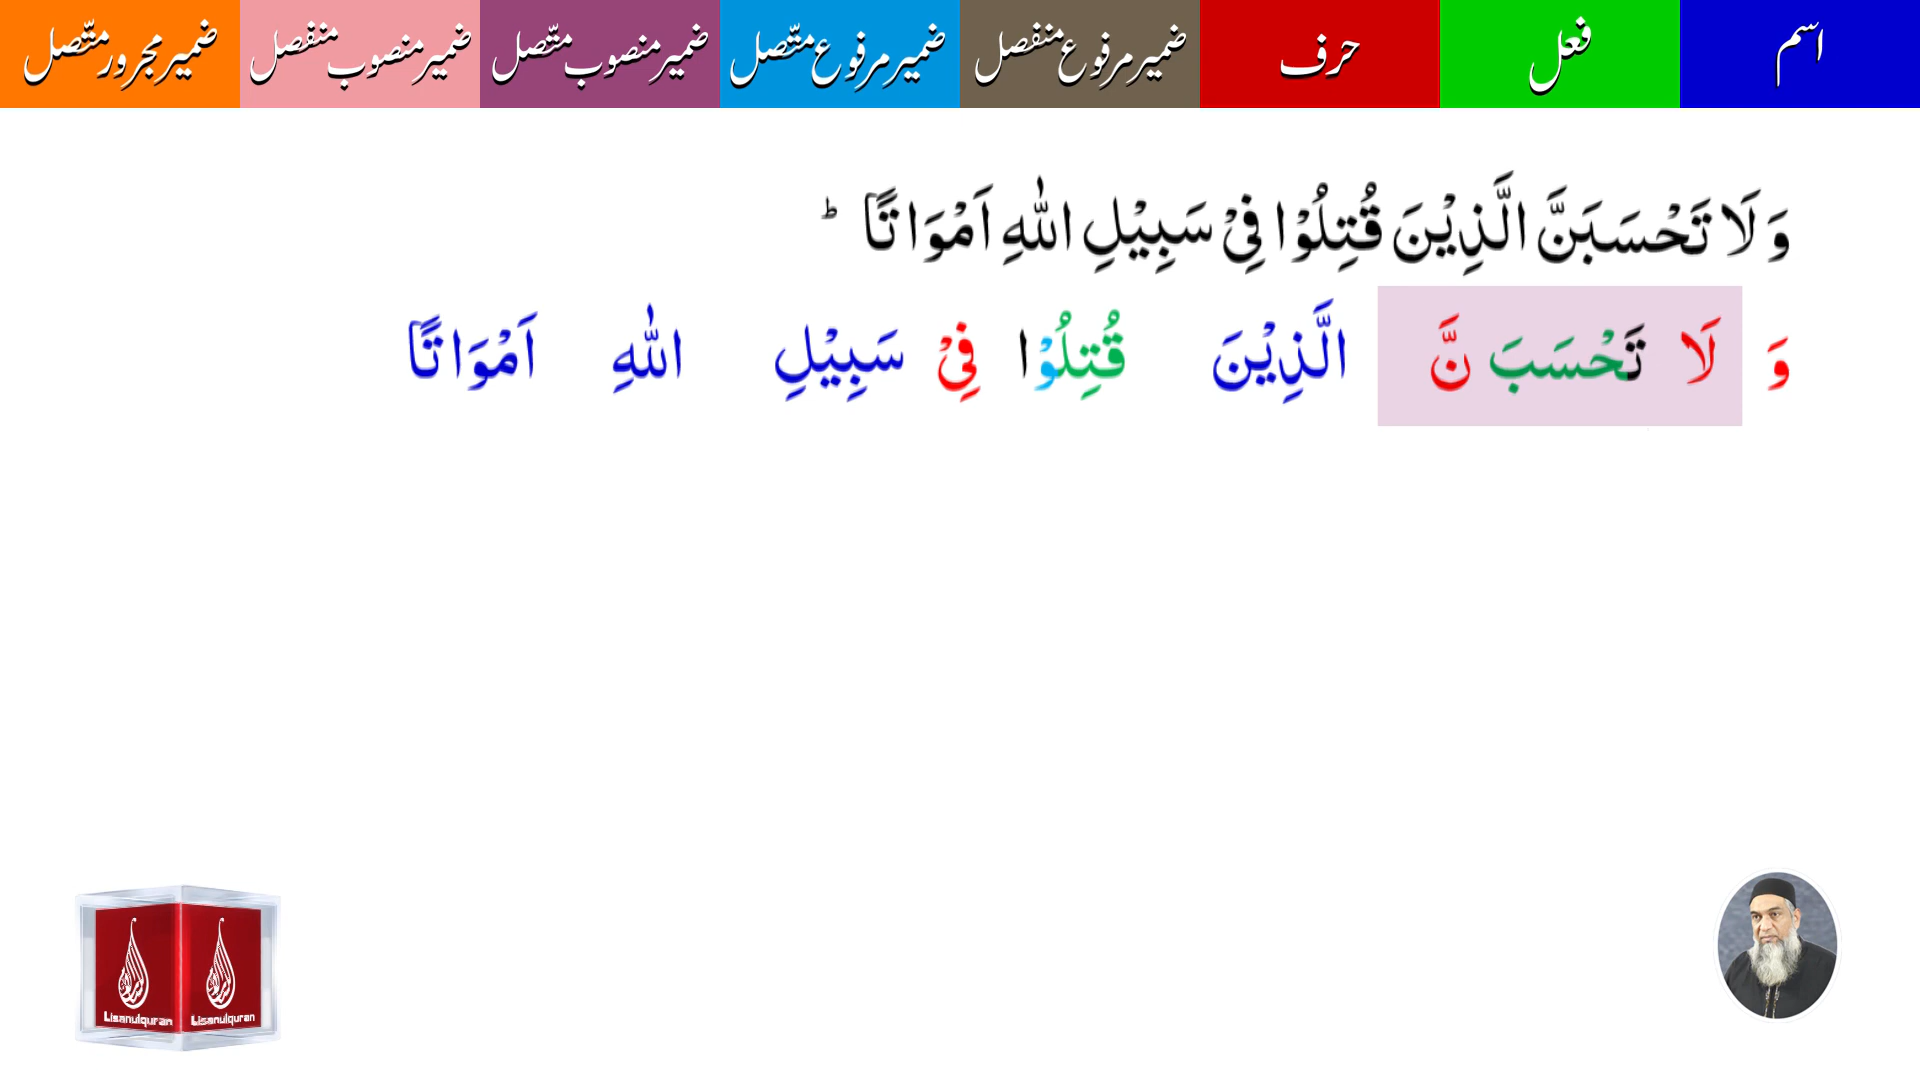 اسم فعل حرف ضمیر مرفوع منفصل ضمیر مرفوع متّصل ضمیر منصوب متّصل ضمیر منصوب منفصل ضمیر مجرور متّصل
وَلَا تَحْسَبَنَّ الَّذِيْنَ قُتِلُوْا فِیْ سَبِيْلِ اللّٰهِ اَمْوَاتًا ؕ
وَ لَا تَحْسَبَ نَّ الَّذِيْنَ قُتِلُوْا فِیْ سَبِيْلِ اللّٰهِ اَمْوَاتًا
Lisanulquran Lisanulquran